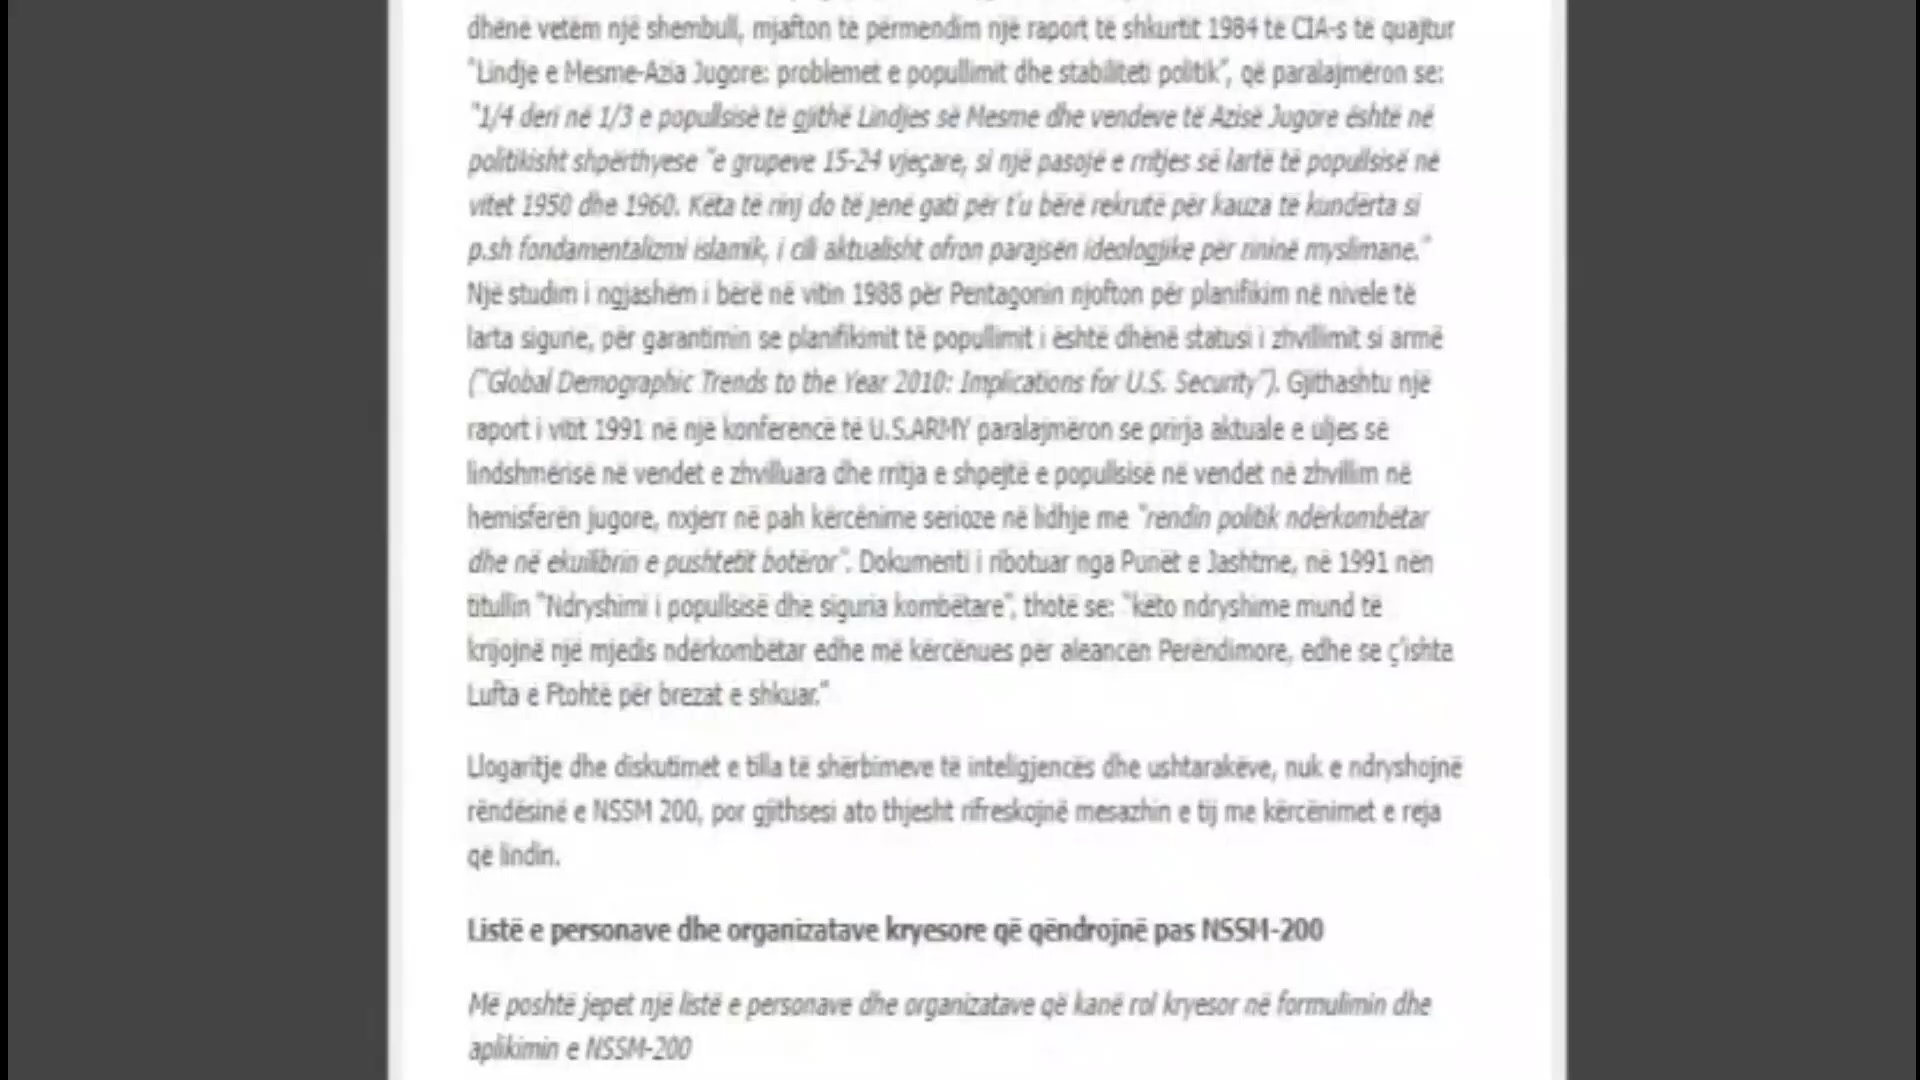 dhënë vetëm një shembull, mjafton të përmendim një raport të shkurtit 1984 të CIA-s të quajtur
"Lindje e Mesme-Azia Jugore: problemet e popullimit dhe stabiliteti politik", që paralajmëron se:
"1/4 deri në 1/3 e popullsisë të gjithë Lindjes së Mesme dhe vendeve të Azisë Jugore është në
politikisht shpërthyese "e grupeve 15-24 vjeçare, si një pasojë e rritjes së lartë të popullsisë në
vitet 1950 dhe 1960. Këta të rinj do të jenë gati për t'u bërë rekrutë për kauza të kundërta si
p.sh fondamentalizmi islamik, i cili aktualisht ofron parajsën ideologjike për rininë myslimane."
Një studim i ngjashëm i bërë në vitin 1988 për Pentagonin njofton për planifikim në nivele të
larta sigurie, për garantimin se planifikimit të popullimit i është dhënë statusi i zhvillimit si armë
("Global Demographic Trends to the Year 2010: Implications for U.S. Security"). Gjithashtu një
raport i vitit 1991 në një konferencë të U.S.ARMY paralajmëron se prirja aktuale e uljes së
lindshmërisë në vendet e zhvilluara dhe rritja e shpejtë e popullsisë në vendet në zhvillim në
hemisferën jugore, nxjerr në pah kërcënime serioze në lidhje me "rendin politik ndërkombëtar
dhe në ekuilibrin e pushtetit botëror". Dokumenti i ribotuar nga Punët e Jashtme, në 1991 nën
titullin "Ndryshimi i popullsisë dhe siguria kombëtare", thotë se: "këto ndryshime mund të
krijojnë një mjedis ndërkombëtar edhe më kërcënues për aleancën Perëndimore, edhe se ç'ishte
Lufta e Ftohtë për brezat e shkuar."
Llogaritje dhe diskutimet e tilla të shërbimeve të inteligjencës dhe ushtarakëve, nuk e ndryshojnë
rëndësinë e NSSM 200, por gjithsesi ato thjesht rifreskojnë mesazhin e tij me kërcënimet e reja
që lindin.
Listë e personave dhe organizatave kryesore që qëndrojnë pas NSSM-200
Më poshtë jepet një listë e personave dhe organizatave që kanë rol kryesor në formulimin dhe
aplikimin e NSSM-200